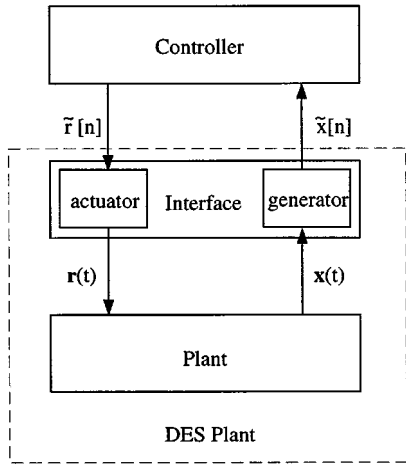 Controller
r̃ [n]
x̃[n]
actuator
Interface
generator
r(t)
x(t)
Plant
DES Plant